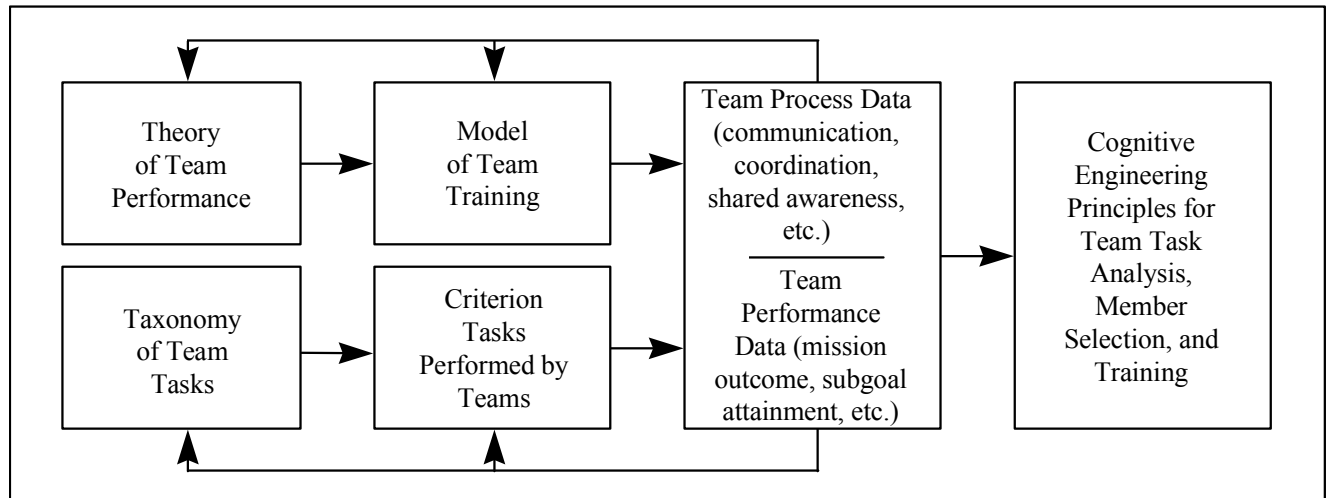 Theory
of Team
Performance
Model
of Team
Training
Team Process Data
(communication,
coordination,
shared awareness,
etc.)
Team
Performance
Data (mission
outcome, subgoal
attainment, etc.)
Cognitive
Engineering
Principles for
Team Task
Analysis,
Member
Selection, and
Training
Taxonomy
of Team
Tasks
Criterion
Tasks
Performed by
Teams